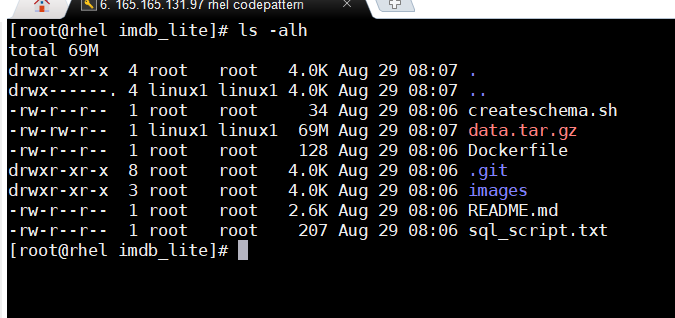 6. 165.165.131.97 rhel codepattern
[root@rhel imdb_lite]# ls -alh
total 69M
drwxr-xr-x  4 root   root   4.0K Aug 29 08:07 .
drwx------. 4 linux1 linux1 4.0K Aug 29 08:07 ..
-rw-r--r--  1 root   root     34 Aug 29 08:06 createschema.sh
-rw-rw-r--  1 linux1 linux1  69M Aug 29 08:07 data.tar.gz
-rw-r--r--  1 root   root    128 Aug 29 08:06 Dockerfile
drwxr-xr-x  8 root   root   4.0K Aug 29 08:06 .git
drwxr-xr-x  3 root   root   4.0K Aug 29 08:06 images
-rw-r--r--  1 root   root   2.6K Aug 29 08:06 README.md
-rw-r--r--  1 root   root    207 Aug 29 08:06 sql_script.txt
[root@rhel imdb_lite]#